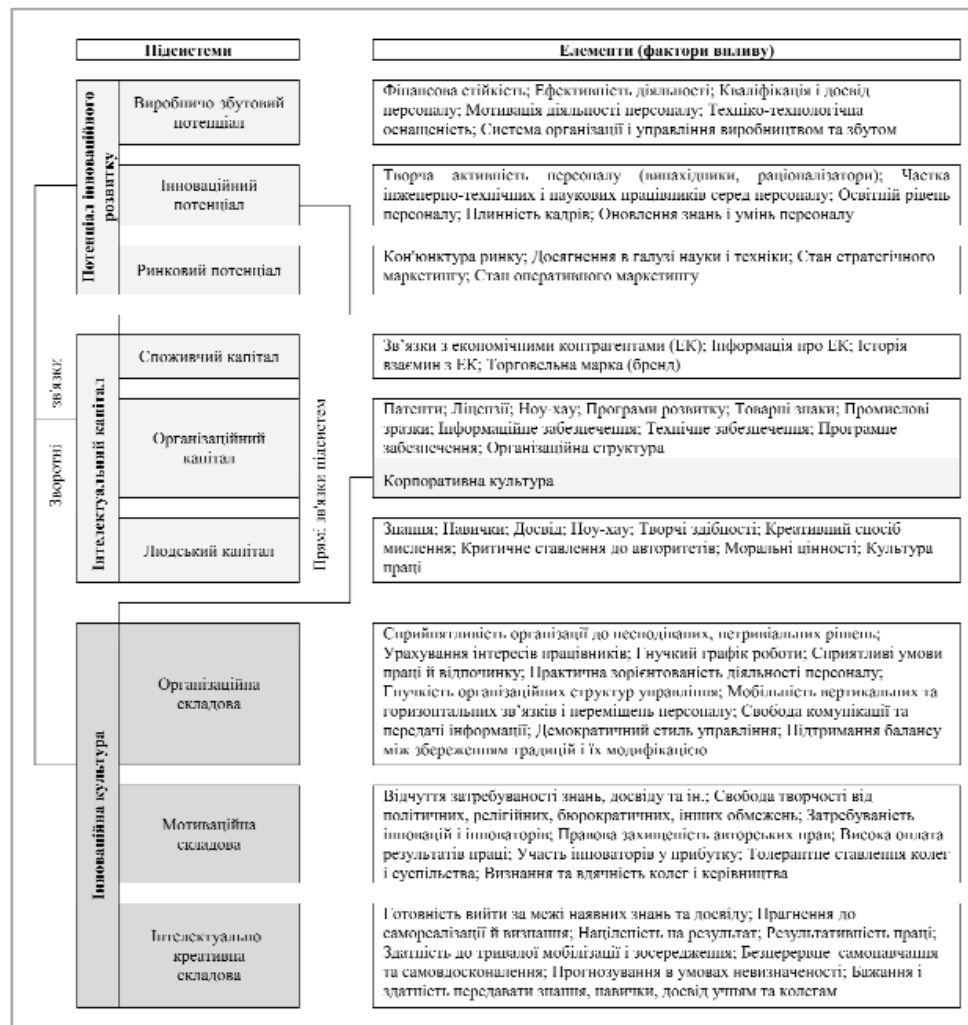 Підсистеми
Елементи (фактори впливу)
Потенціал інноваційного розвитку
Виробничо збутовий
потенціал
Фінансова стійкість; Ефективність діяльності; Кваліфікація і досвід
персоналу; Мотивація діяльності персоналу; Техніко-технологічна
оснащеність; Система організації і управління виробництвом та збутом
Інноваційний
потенціал
Творча активність персоналу (винахідники, раціоналізатори); Частка
інженерно-технічних і наукових працівників серед персоналу; Освітній рівень
персоналу; Плинність кадрів; Оновлення знань і умінь персоналу
Ринковий потенціал
Кон'юнктура ринку; Досягнення в галузі науки і техніки; Стан стратегічного
маркетингу; Стан оперативного маркетингу
Зворотні зв'язки
Інтелектуальний капітал
Споживчий капітал
Зв’язки з економічними контрагентами (ЕК); Інформація про ЕК; Історія
взаємин з ЕК; Торговельна марка (бренд)
Організаційний
капітал
Патенти; Ліцензії; Ноу-хау; Програми розвитку; Товарні знаки; Промислові
зразки; Інформаційне забезпечення; Технічне забезпечення; Програмне
забезпечення; Організаційна структура
Корпоративна культура
Людський капітал
Знання; Навички; Досвід; Ноу-хау; Творчі здібності; Креативний спосіб
мислення; Критичне ставлення до авторитетів; Моральні цінності; Культура
праці
Прямі зв'язки підсистем
Інноваційна культура
Організаційна
складова
Сприйнятливість організації до несподіваних, нетривіальних рішень;
Урахування інтересів працівників; Гнучкий графік роботи; Сприятливі умови
праці й відпочинку; Практична зорієнтованість діяльності персоналу;
Гнучкість організаційних структур управління; Мобільність вертикальних та
горизонтальних зв’язків і переміщень персоналу; Свобода комунікації та
передачі інформації; Демократичний стиль управління; Підтримання балансу
між збереженням традицій і їх модифікацією
Мотиваційна
складова
Відчуття затребуваності знань, досвіду та ін.; Свобода творчості від
політичних, релігійних, бюрократичних, інших обмежень; Затребуваність
інновацій і інноваторів; Правова захищеність авторських прав; Висока оплата
результатів праці; Участь інноваторів у прибутку; Толерантне ставлення колег
і суспільства; Визнання та вдячність колег і керівництва
Інтелектуально
креативна
складова
Готовність вийти за межі наявних знань та досвіду; Прагнення до
самореалізації й визнання; Націленість на результат; Результативність праці;
Здатність до тривалої мобілізації і зосередження; Безперервне самонавчання
та самовдосконалення; Прогнозування в умовах невизначеності; Бажання і
здатність передавати знання, навички, досвід учням та колегам